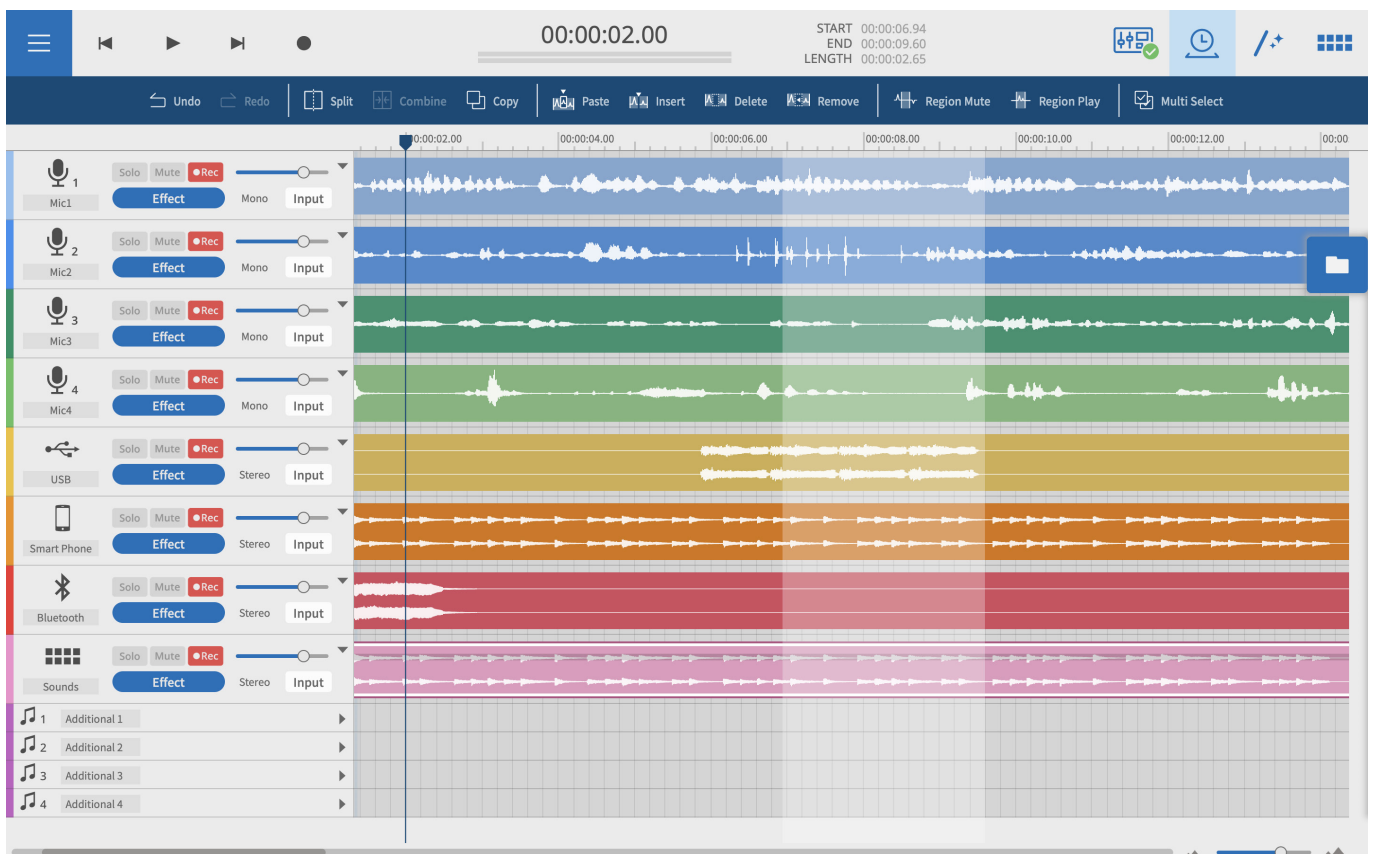 00:00:02.00
START 00:00:06.94
END 00:00:09.60
LENGTH 00:00:02.65
Undo Redo Split Combine Copy Paste Insert Delete Remove Region Mute Region Play Multi Select
00:00:02.00 00:00:04.00 00:00:06.00 00:00:08.00 00:00:10.00 00:00:12.00 00:00
1 Solo Mute Rec
Mic1 Effect Mono Input
2 Solo Mute Rec
Mic2 Effect Mono Input
3 Solo Mute Rec
Mic3 Effect Mono Input
4 Solo Mute Rec
Mic4 Effect Mono Input
Solo Mute Rec
USB Effect Stereo Input
Solo Mute Rec
Smart Phone Effect Stereo Input
Solo Mute Rec
Bluetooth Effect Stereo Input
Solo Mute Rec
Sounds Effect Stereo Input
1 Additional 1
2 Additional 2
3 Additional 3
4 Additional 4